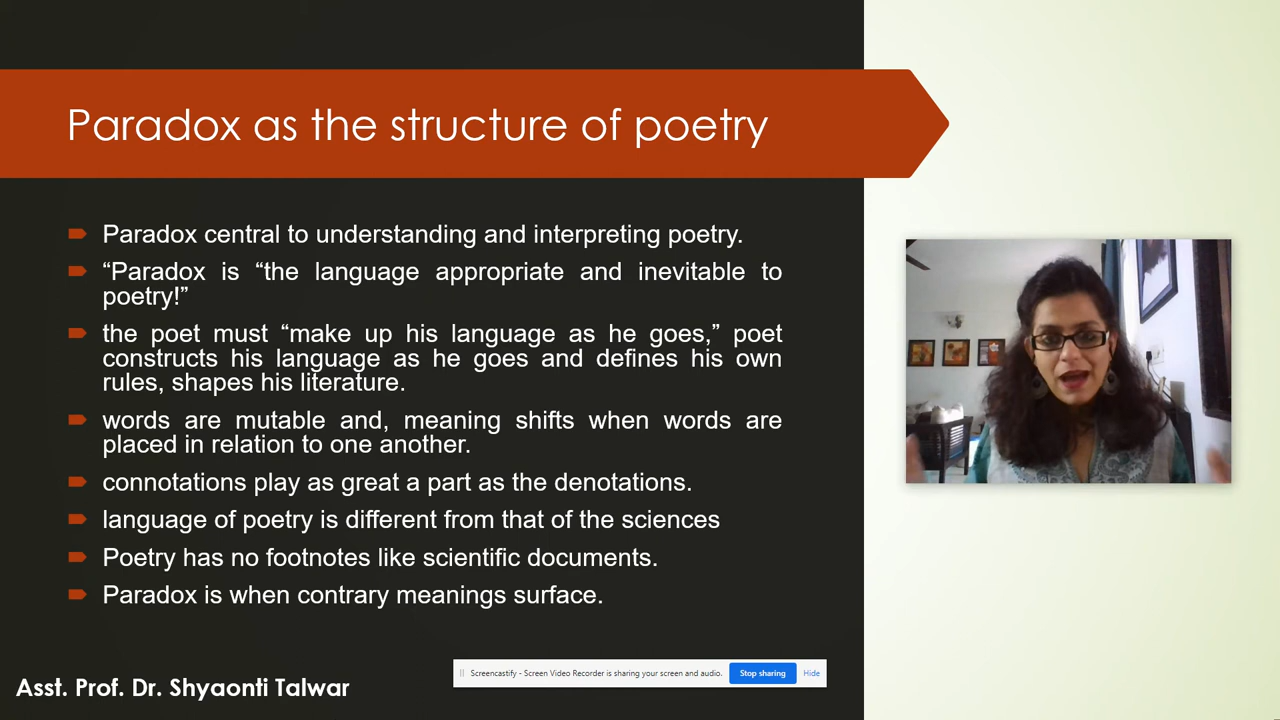 Paradox as the structure of poetry
Paradox central to understanding and interpreting poetry.
“Paradox is “the language appropriate and inevitable to
poetry!”
the poet must “make up his language as he goes,” poet
constructs his language as he goes and defines his own
rules, shapes his literature.
words are mutable and, meaning shifts when words are
placed in relation to one another.
connotations play as great a part as the denotations.
language of poetry is different from that of the sciences
Poetry has no footnotes like scientific documents.
Paradox is when contrary meanings surface.
Screencastify - Screen Video Recorder is sharing your screen and audio. Stop sharing Hide
Asst. Prof. Dr. Shyaonti Talwar